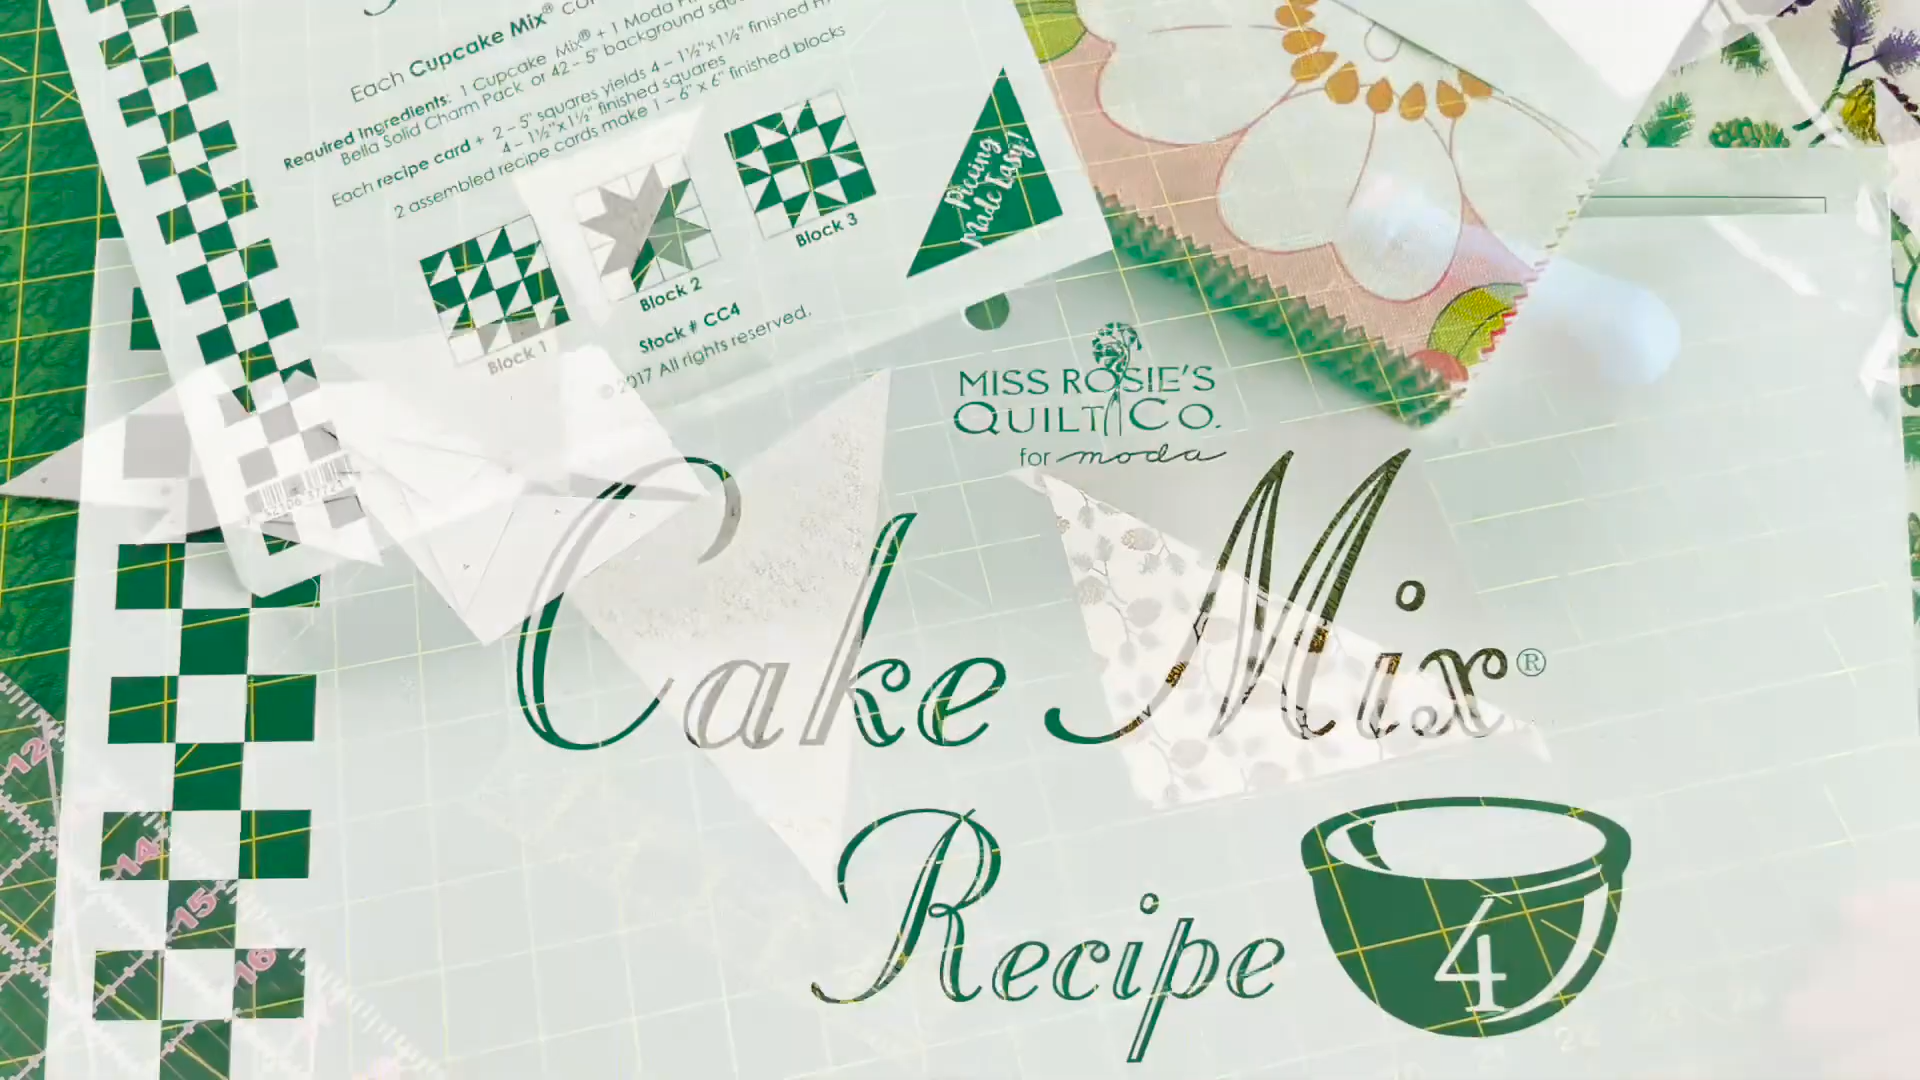 Each Cupcake Mix®
Required Ingredients: 1 Cupcake Mix® + 1 Moda
Bella Solid Charm Pack or 42 – 5" background
Each recipe card + 2 – 5" squares yields 4 – 1½"x1½" finished
4 – 1½"x1½" finished squares
2 assembled recipe cards make 1 – 6" x 6" finished blocks
Block 1
Block 2
Block 3
Stock # CC4
©2017 All rights reserved.
Piecing
Made Easy!
MISS ROSIE'S
QUILT CO.
for moda
Cake Mix®
Recipe
4
12
14
15
16